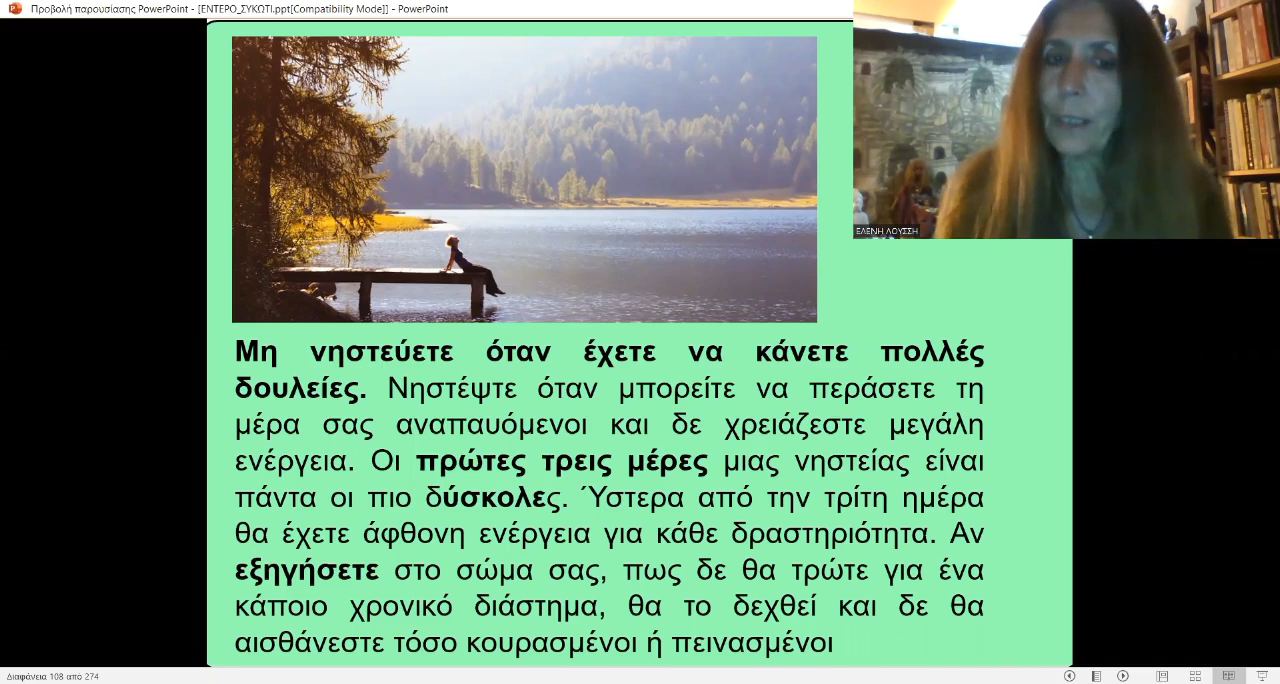 Προβολή παρουσίασης PowerPoint - [ΕΝΤΕΡΟ_ΣΥΚΩΤΙ.ppt[Compatibility Mode]] - PowerPoint
ΕΛΕΝΗ ΛΟΥΣΣΗ
Μη νηστεύετε όταν έχετε να κάνετε πολλές
δουλείες. Νηστέψτε όταν μπορείτε να περάσετε τη
μέρα σας αναπαυόμενοι και δε χρειάζεστε μεγάλη
ενέργεια. Οι πρώτες τρεις μέρες μιας νηστείας είναι
πάντα οι πιο δύσκολες. Ύστερα από την τρίτη ημέρα
θα έχετε άφθονη ενέργεια για κάθε δραστηριότητα. Αν
εξηγήσετε στο σώμα σας, πως δε θα τρώτε για ένα
κάποιο χρονικό διάστημα, θα το δεχθεί και δε θα
αισθάνεστε τόσο κουρασμένοι ή πεινασμένοι
Διαφάνεια 108 από 274